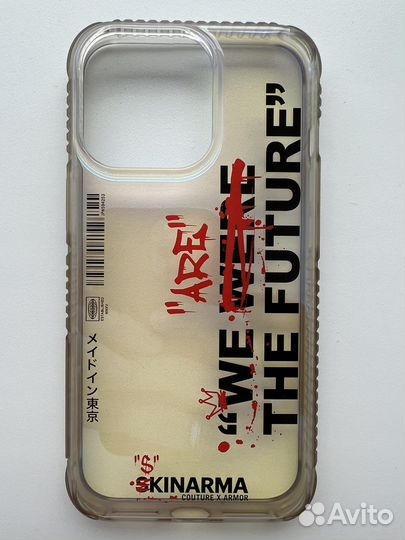 "WE WERE
THE FUTURE"
"ARE"
メイドイン東京
"S"
SKINARMA
COUTURE X ARMOR
Avito